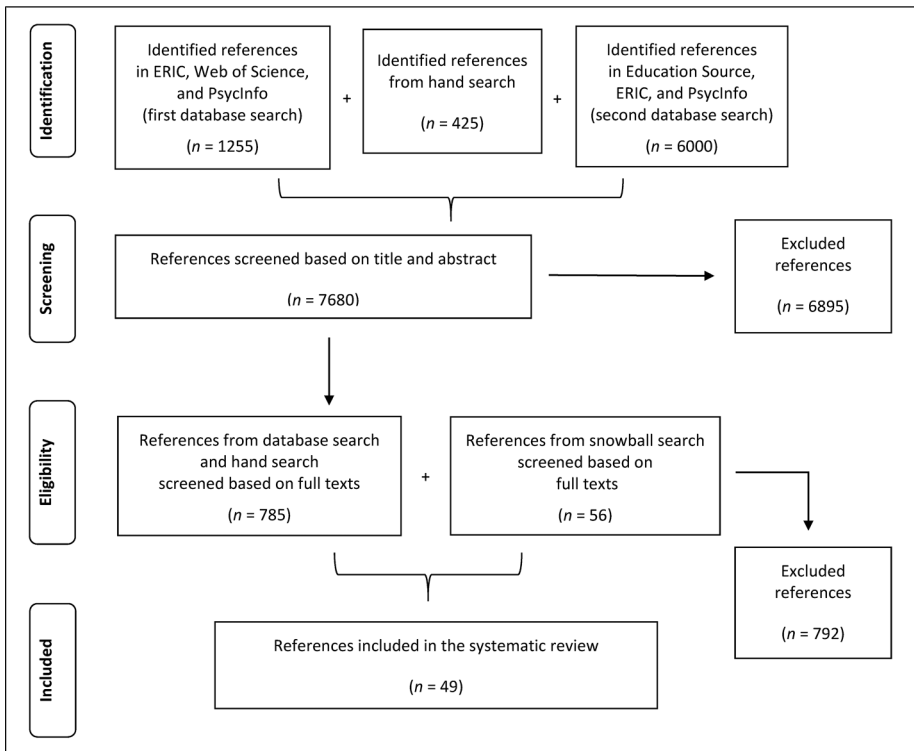 Identification
Identified references
in ERIC, Web of Science,
and PsycInfo
(first database search)
(n = 1255)
+
Identified references
from hand search
(n = 425)
+
Identified references
in Education Source,
ERIC, and PsycInfo
(second database search)
(n = 6000)
Screening
References screened based on title and abstract
(n = 7680)
Excluded
references
(n = 6895)
Eligibility
References from database search
and hand search
screened based on full texts
(n = 785)
+
References from snowball search
screened based on
full texts
(n = 56)
Excluded
references
(n = 792)
Included
References included in the systematic review
(n = 49)